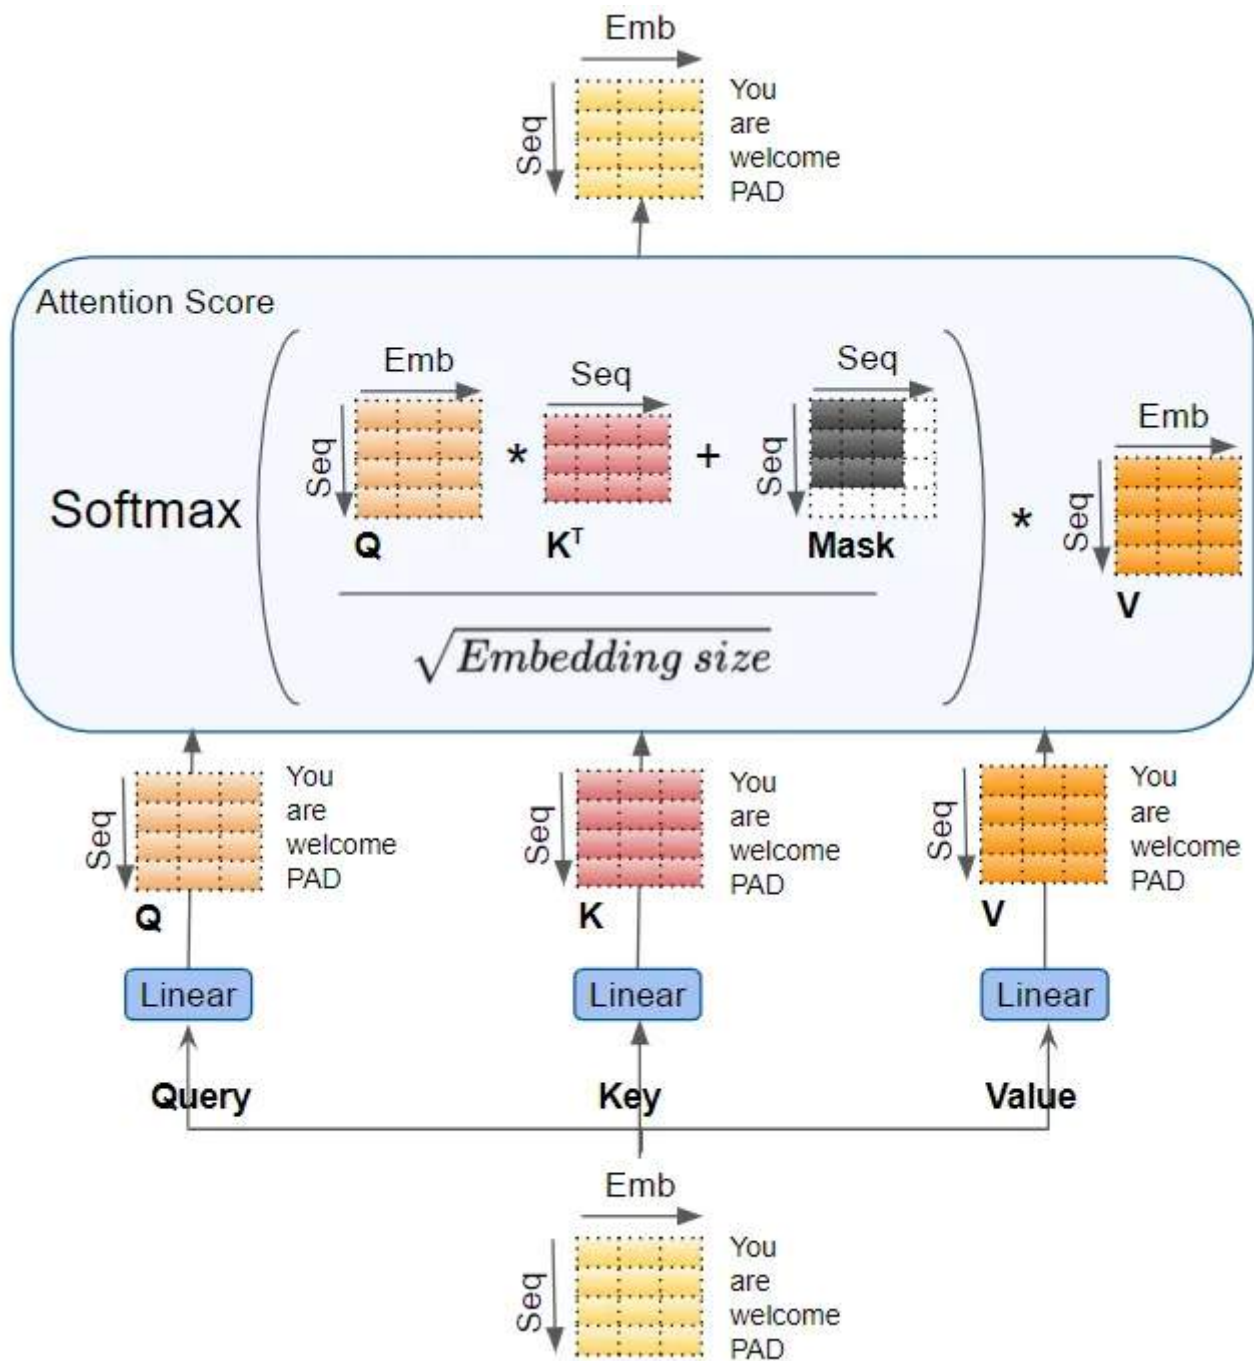 Emb
Seq
You
are
welcome
PAD
Attention Score
Softmax
Emb
Seq
Q
*
Seq
K^T
+
Seq
Seq
Mask
√Embedding size
*
Emb
Seq
V
Seq
You
are
welcome
PAD
Q
Seq
You
are
welcome
PAD
K
Seq
You
are
welcome
PAD
V
Linear
Linear
Linear
Query
Key
Value
Emb
Seq
You
are
welcome
PAD